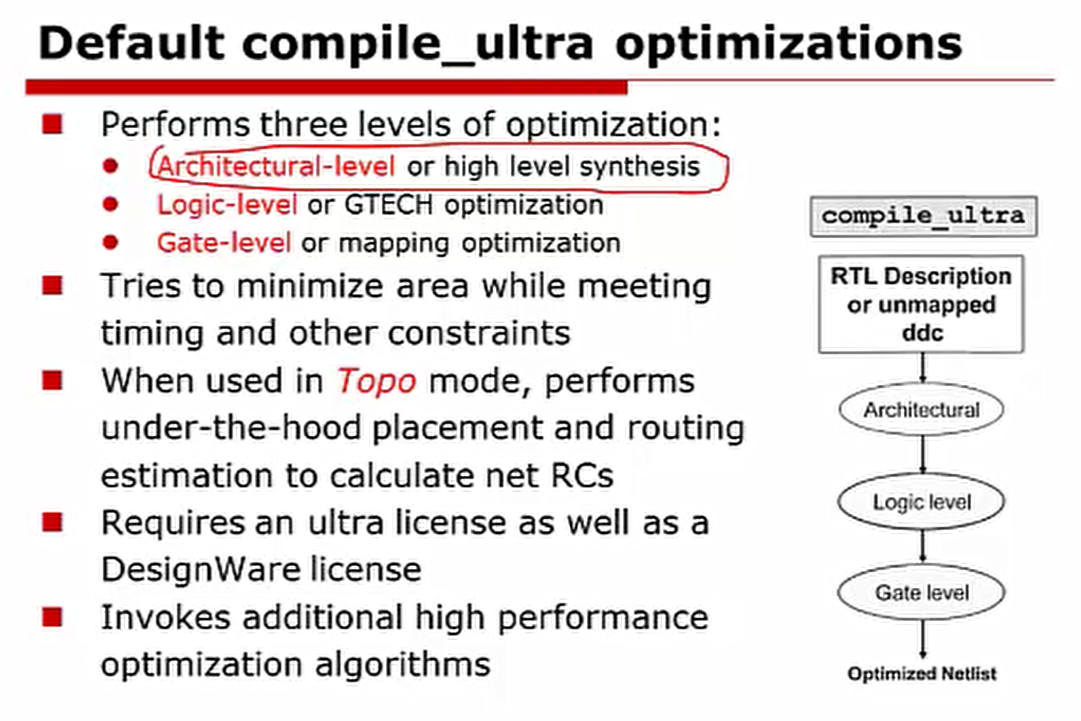 Default compile_ultra optimizations
Performs three levels of optimization:
Architectural-level or high level synthesis
Logic-level or GTECH optimization
Gate-level or mapping optimization
Tries to minimize area while meeting
timing and other constraints
When used in Topo mode, performs
under-the-hood placement and routing
estimation to calculate net RCs
Requires an ultra license as well as a
DesignWare license
Invokes additional high performance
optimization algorithms
compile_ultra
RTL Description
or unmapped
ddc
Architectural
Logic level
Gate level
Optimized Netlist